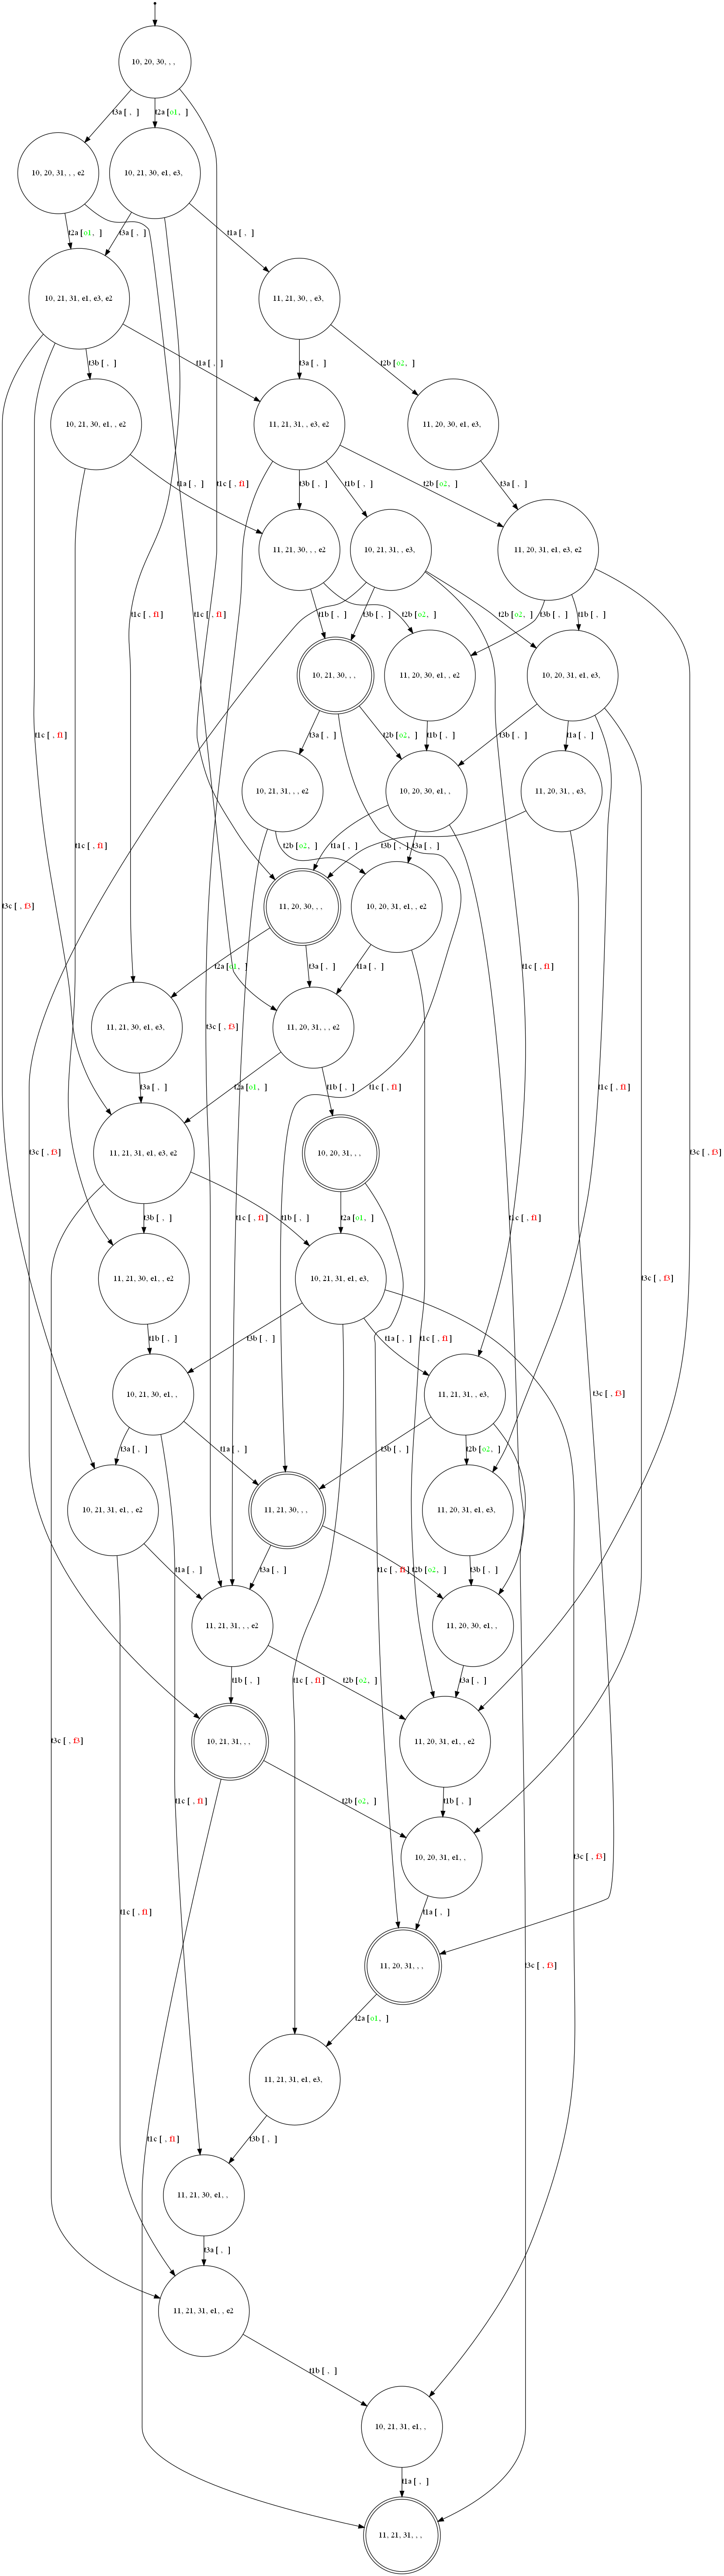 10, 20, 30, , ,
t3a [ , ]
t2a [o1, ]
10, 20, 31, , , e2
10, 21, 30, e1, e3,
t2a [o1, ]
t3a [ , ]
t1a [ , ]
10, 21, 31, e1, e3, e2
11, 21, 30, , e3,
t3b [ , ]
t1a [ , ]
t3a [ , ]
t2b [o2, ]
10, 21, 30, e1, , e2
11, 21, 31, , e3, e2
11, 20, 30, e1, e3,
t1a [ , ]
t1c [ , f1]
t3b [ , ]
t1b [ , ]
t2b [o2, ]
t3a [ , ]
11, 21, 30, , , e2
10, 21, 31, , e3,
11, 20, 31, e1, e3, e2
t1c [ , f1]
t1c [ , f1]
t1b [ , ]
t3b [ , ]
t2b [o2, ]
t2b [o2, ]
t3b [ , ]
t1b [ , ]
10, 21, 30, , ,
11, 20, 30, e1, , e2
10, 20, 31, e1, e3,
t1c [ , f1]
t3a [ , ]
t2b [o2, ]
t1b [ , ]
t3b [ , ]
t1a [ , ]
10, 21, 31, , , e2
10, 20, 30, e1, ,
11, 20, 31, , e3,
t1c [ , f1]
t2b [o2, ]
t1a [ , ]
t3b [ , ]
t3a [ , ]
t3c [ , f3]
11, 20, 30, , ,
10, 20, 31, e1, , e2
t2a [o1, ]
t3a [ , ]
t1a [ , ]
t1c [ , f1]
11, 21, 30, e1, e3,
11, 20, 31, , , e2
t3c [ , f3]
t3a [ , ]
t2a [o1, ]
t1b [ , ]
t1c [ , f1]
t1c [ , f1]
11, 21, 31, e1, e3, e2
10, 20, 31, , ,
t3c [ , f3]
t3c [ , f3]
t3b [ , ]
t1c [ , f1]
t1b [ , ]
t2a [o1, ]
t1c [ , f1]
11, 21, 30, e1, , e2
10, 21, 31, e1, e3,
t3c [ , f3]
t1b [ , ]
t3b [ , ]
t1a [ , ]
t1c [ , f1]
10, 21, 30, e1, ,
11, 21, 31, , e3,
t3c [ , f3]
t3a [ , ]
t1a [ , ]
t3b [ , ]
t2b [o2, ]
10, 21, 31, e1, , e2
11, 21, 30, , ,
11, 20, 31, e1, e3,
t1a [ , ]
t3a [ , ]
t1c [ , f1]
t2b [o2, ]
t3b [ , ]
11, 21, 31, , , e2
11, 20, 30, e1, ,
t1b [ , ]
t1c [ , f1]
t2b [o2, ]
t3a [ , ]
t3c [ , f3]
10, 21, 31, , ,
11, 20, 31, e1, , e2
t1c [ , f1]
t2b [o2, ]
t1b [ , ]
10, 20, 31, e1, ,
t3c [ , f3]
t1c [ , f1]
t1a [ , ]
11, 20, 31, , ,
t3c [ , f3]
t2a [o1, ]
11, 21, 31, e1, e3,
t1c [ , f1]
t3b [ , ]
11, 21, 30, e1, ,
t3a [ , ]
11, 21, 31, e1, , e2
t1b [ , ]
10, 21, 31, e1, ,
t1a [ , ]
11, 21, 31, , ,